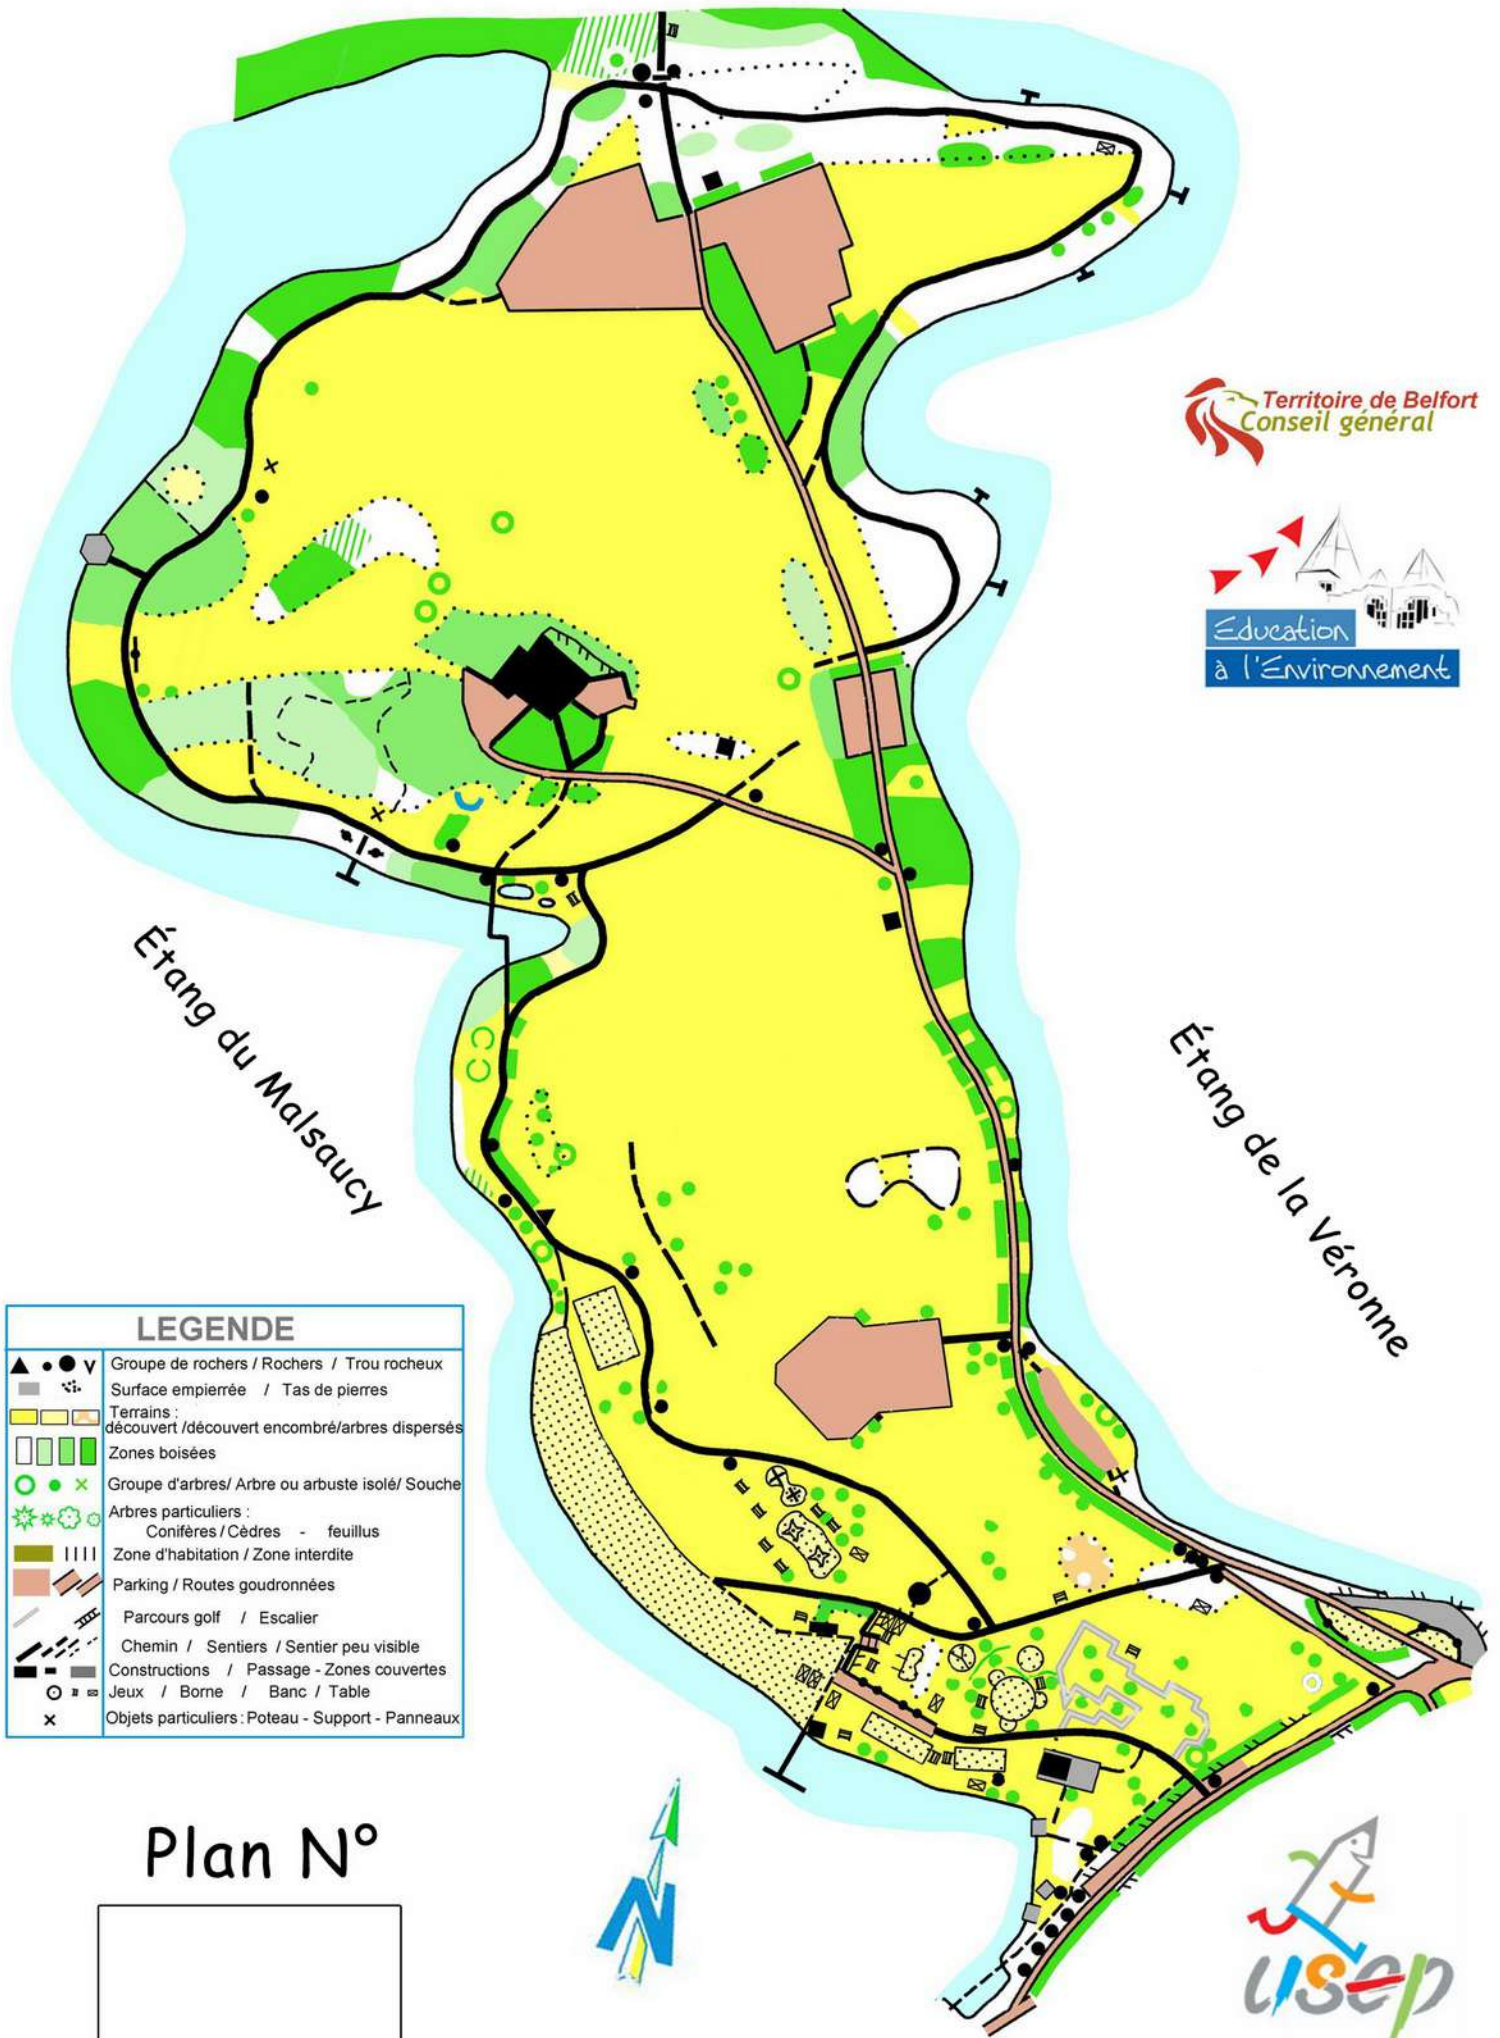 Territoire de Belfort
Conseil général
Education
à l'Environnement
Étang du Malsaucy
Étang de la Véronne
LEGENDE
Groupe de rochers / Rochers / Trou rocheux
Surface empierrée / Tas de pierres
Terrains :
découvert /découvert encombré/arbres dispersés
Zones boisées
Groupe d'arbres/ Arbre ou arbuste isolé/ Souche
Arbres particuliers :
Conifères / Cèdres - feuillus
Zone d'habitation / Zone interdite
Parking / Routes goudronnées
Parcours golf / Escalier
Chemin / Sentiers / Sentier peu visible
Constructions / Passage - Zones couvertes
Jeux / Borne / Banc / Table
Objets particuliers : Poteau - Support - Panneaux
Plan N°
N
usep